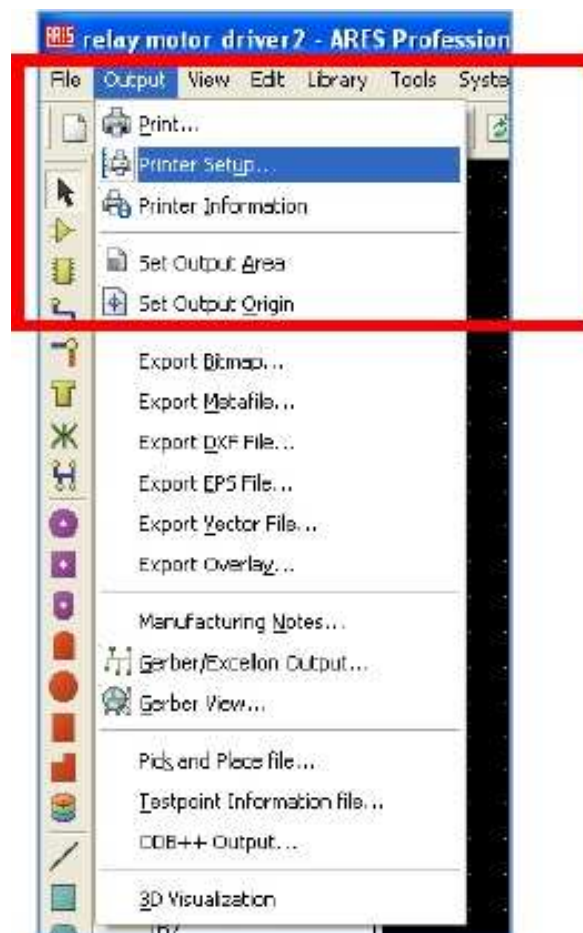 ARES relay motor driver2 - ARES Profession
File Output View Edit Library Tools Syste
Print...
Printer Setup...
Printer Information
Set Output Area
Set Output Origin
Export Bitmap...
Export Metafile...
Export DXF File...
Export EPS File...
Export Vector File...
Export Overlay...
Manufacturing Notes...
Gerber/Excellon Output...
Gerber View...
Pick and Place file...
Testpoint Information file...
ODB++ Output...
3D Visualization